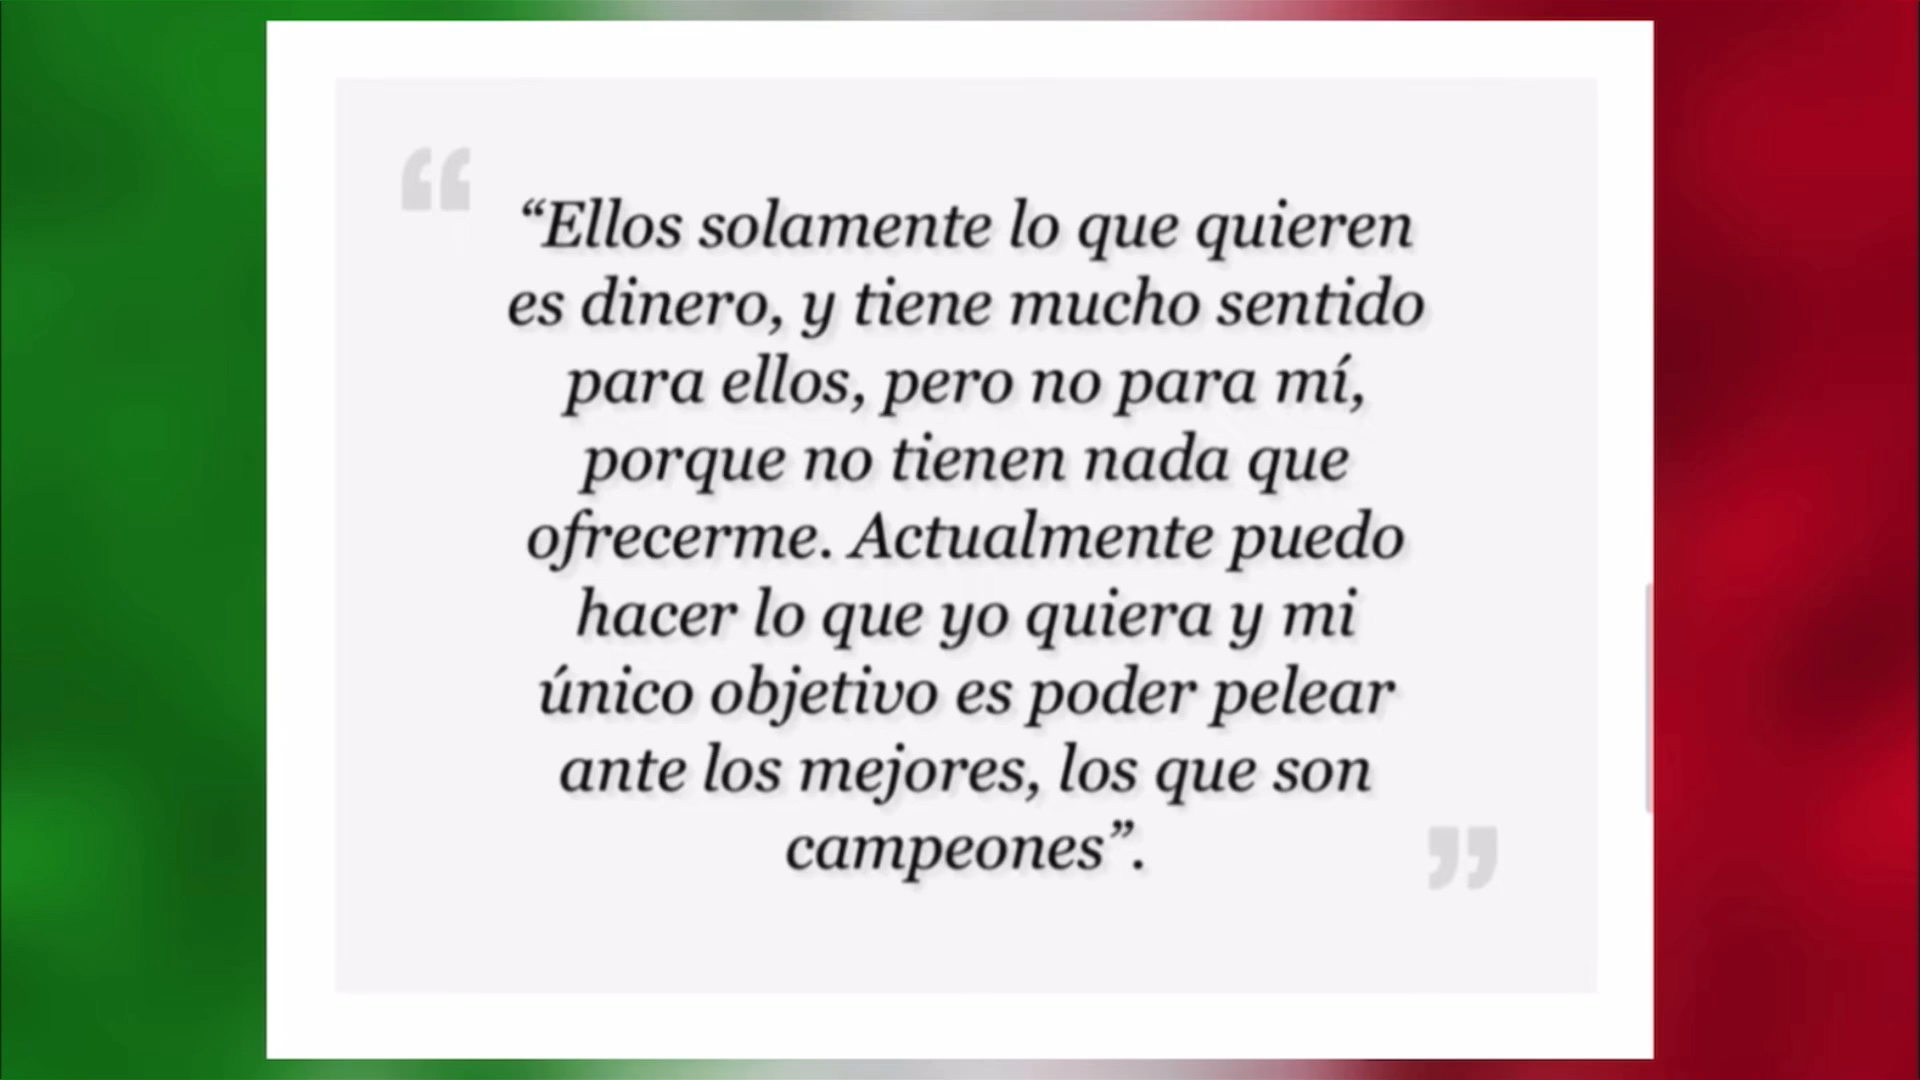 “Ellos solamente lo que quieren
es dinero, y tiene mucho sentido
para ellos, pero no para mí,
porque no tienen nada que
ofrecerme. Actualmente puedo
hacer lo que yo quiera y mi
único objetivo es poder pelear
ante los mejores, los que son
campeones”.